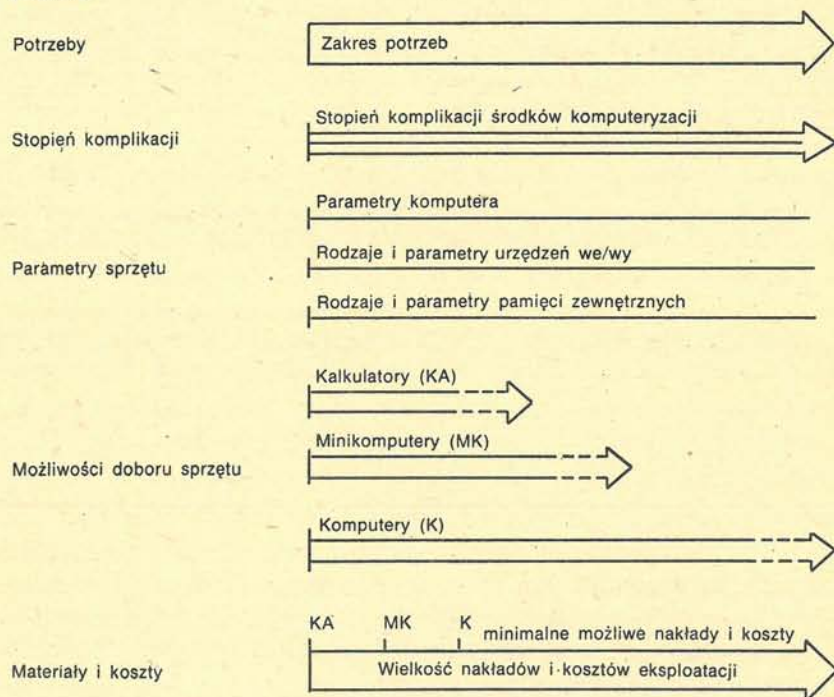 Potrzeby
Zakres potrzeb
Stopień komplikacji środków komputeryzacji
Stopień komplikacji
Parametry komputera
Parametry sprzętu
Rodzaje i parametry urzędzeń we/wy
Rodzaje i parametry pamięci zewnętrznych
Kalkulatory (KA)
Minikomputery (MK)
Możliwości doboru sprzętu
Komputery (K)
KA MK K
minimalne możliwe nakłady i koszty
Materiały i koszty
Wielkość nakładów i kosztów eksploatacji